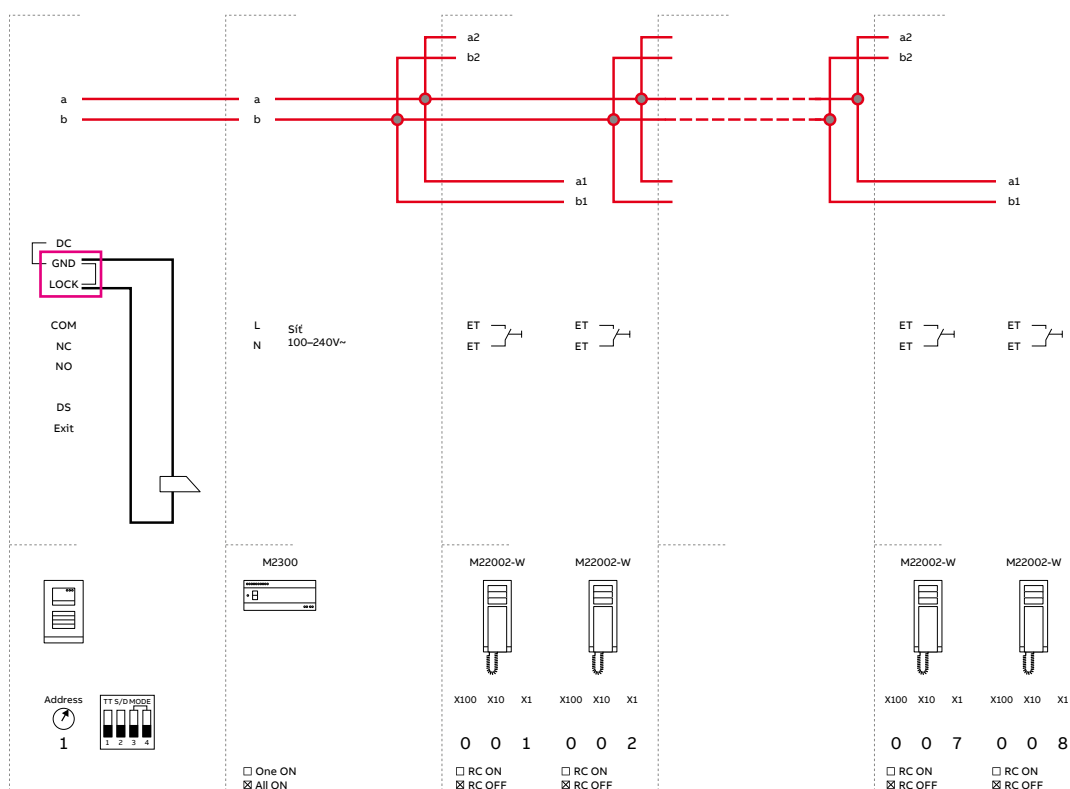 a2
b2
a2
b2
a
b
a
b
a1
b1
a1
b1
DC
GND
LOCK
COM
NC
NO
DS
Exit
L
N
Síť
100–240V~
ET
ET
ET
ET
ET
ET
ET
ET
M2300
M22002-W
M22002-W
M22002-W
M22002-W
Address
1
TT S/D MODE
1 2 3 4
X100 X10 X1
0 0 1
X100 X10 X1
0 0 2
X100 X10 X1
0 0 7
X100 X10 X1
0 0 8
☐ One ON
☒ All ON
☐ RC ON
☒ RC OFF
☐ RC ON
☒ RC OFF
☐ RC ON
☒ RC OFF
☐ RC ON
☒ RC OFF